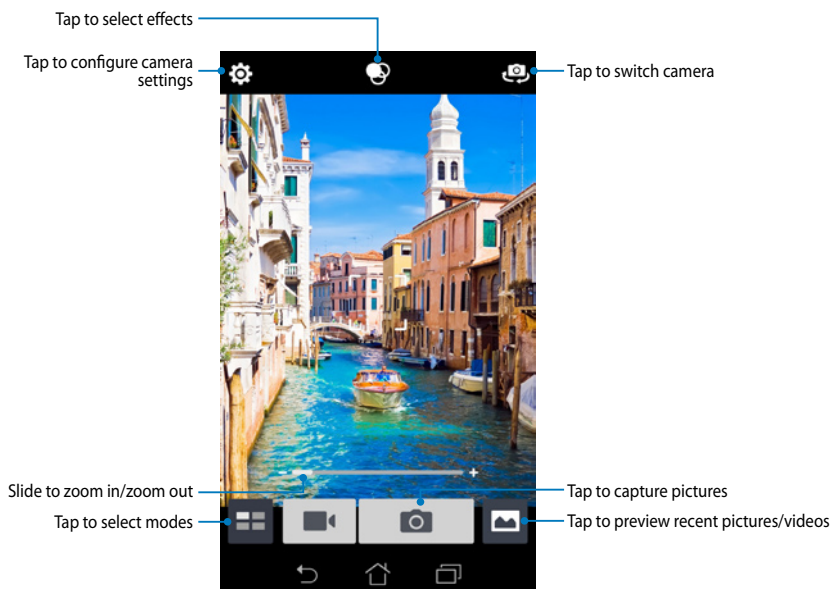 Tap to select effects
Tap to configure camera
settings
Tap to switch camera
Slide to zoom in/zoom out
Tap to capture pictures
Tap to select modes
Tap to preview recent pictures/videos